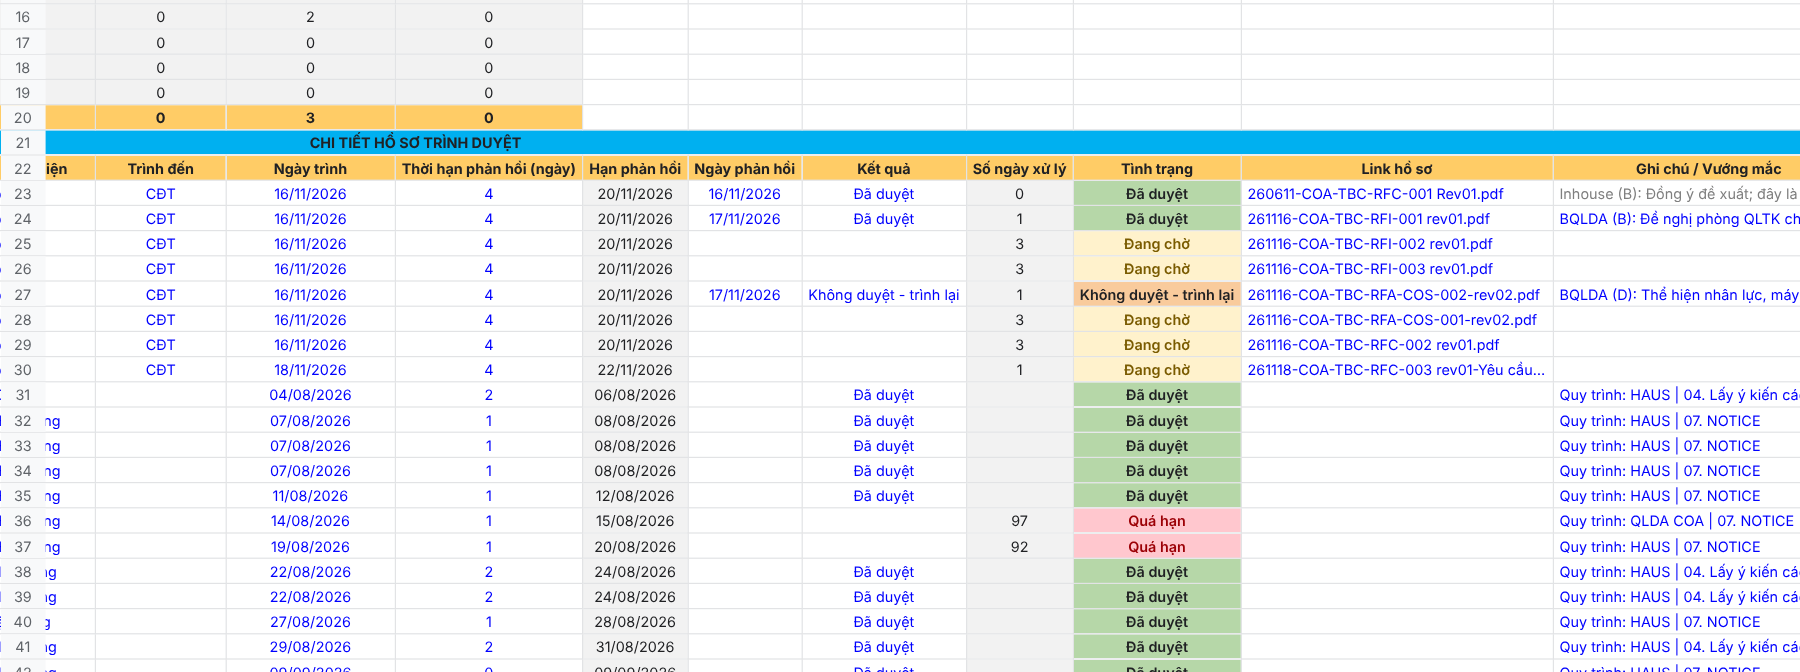 16 0 2 0
17 0 0 0
18 0 0 0
19 0 0 0
20 0 3 0
21 CHI TIẾT HỒ SƠ TRÌNH DUYỆT
22 iện Trình đến Ngày trình Thời hạn phản hồi (ngày) Hạn phản hồi Ngày phản hồi Kết quả Số ngày xử lý Tình trạng Link hồ sơ Ghi chú / Vướng mắc
23 CĐT 16/11/2026 4 20/11/2026 16/11/2026 Đã duyệt 0 Đã duyệt 260611-COA-TBC-RFC-001 Rev01.pdf Inhouse (B): Đồng ý đề xuất; đây là
24 CĐT 16/11/2026 4 20/11/2026 17/11/2026 Đã duyệt 1 Đã duyệt 261116-COA-TBC-RFI-001 rev01.pdf BQLDA (B): Đề nghị phòng QLTK ch
25 CĐT 16/11/2026 4 20/11/2026 3 Đang chờ 261116-COA-TBC-RFI-002 rev01.pdf
26 CĐT 16/11/2026 4 20/11/2026 3 Đang chờ 261116-COA-TBC-RFI-003 rev01.pdf
27 CĐT 16/11/2026 4 20/11/2026 17/11/2026 Không duyệt - trình lại 1 Không duyệt - trình lại 261116-COA-TBC-RFA-COS-002-rev02.pdf BQLDA (D): Thể hiện nhân lực, máy
28 CĐT 16/11/2026 4 20/11/2026 3 Đang chờ 261116-COA-TBC-RFA-COS-001-rev02.pdf
29 CĐT 16/11/2026 4 20/11/2026 3 Đang chờ 261116-COA-TBC-RFC-002 rev01.pdf
30 CĐT 18/11/2026 4 22/11/2026 1 Đang chờ 261118-COA-TBC-RFC-003 rev01-Yêu cầu...
31 04/08/2026 2 06/08/2026 Đã duyệt Đã duyệt Quy trình: HAUS | 04. Lấy ý kiến các
32 ng 07/08/2026 1 08/08/2026 Đã duyệt Đã duyệt Quy trình: HAUS | 07. NOTICE
33 ng 07/08/2026 1 08/08/2026 Đã duyệt Đã duyệt Quy trình: HAUS | 07. NOTICE
34 ng 07/08/2026 1 08/08/2026 Đã duyệt Đã duyệt Quy trình: HAUS | 07. NOTICE
35 ng 11/08/2026 1 12/08/2026 Đã duyệt Đã duyệt Quy trình: HAUS | 07. NOTICE
36 ng 14/08/2026 1 15/08/2026 97 Quá hạn Quy trình: QLDA COA | 07. NOTICE
37 ng 19/08/2026 1 20/08/2026 92 Quá hạn Quy trình: HAUS | 07. NOTICE
38 ng 22/08/2026 2 24/08/2026 Đã duyệt Đã duyệt Quy trình: HAUS | 04. Lấy ý kiến các
39 ng 22/08/2026 2 24/08/2026 Đã duyệt Đã duyệt Quy trình: HAUS | 04. Lấy ý kiến các
40 g 27/08/2026 1 28/08/2026 Đã duyệt Đã duyệt Quy trình: HAUS | 07. NOTICE
41 ng 29/08/2026 2 31/08/2026 Đã duyệt Đã duyệt Quy trình: HAUS | 04. Lấy ý kiến các
42 ng 09/09/2026 0 09/09/2026 Đã duyệt Đã duyệt Quy trình: HAUS | 07. NOTICE